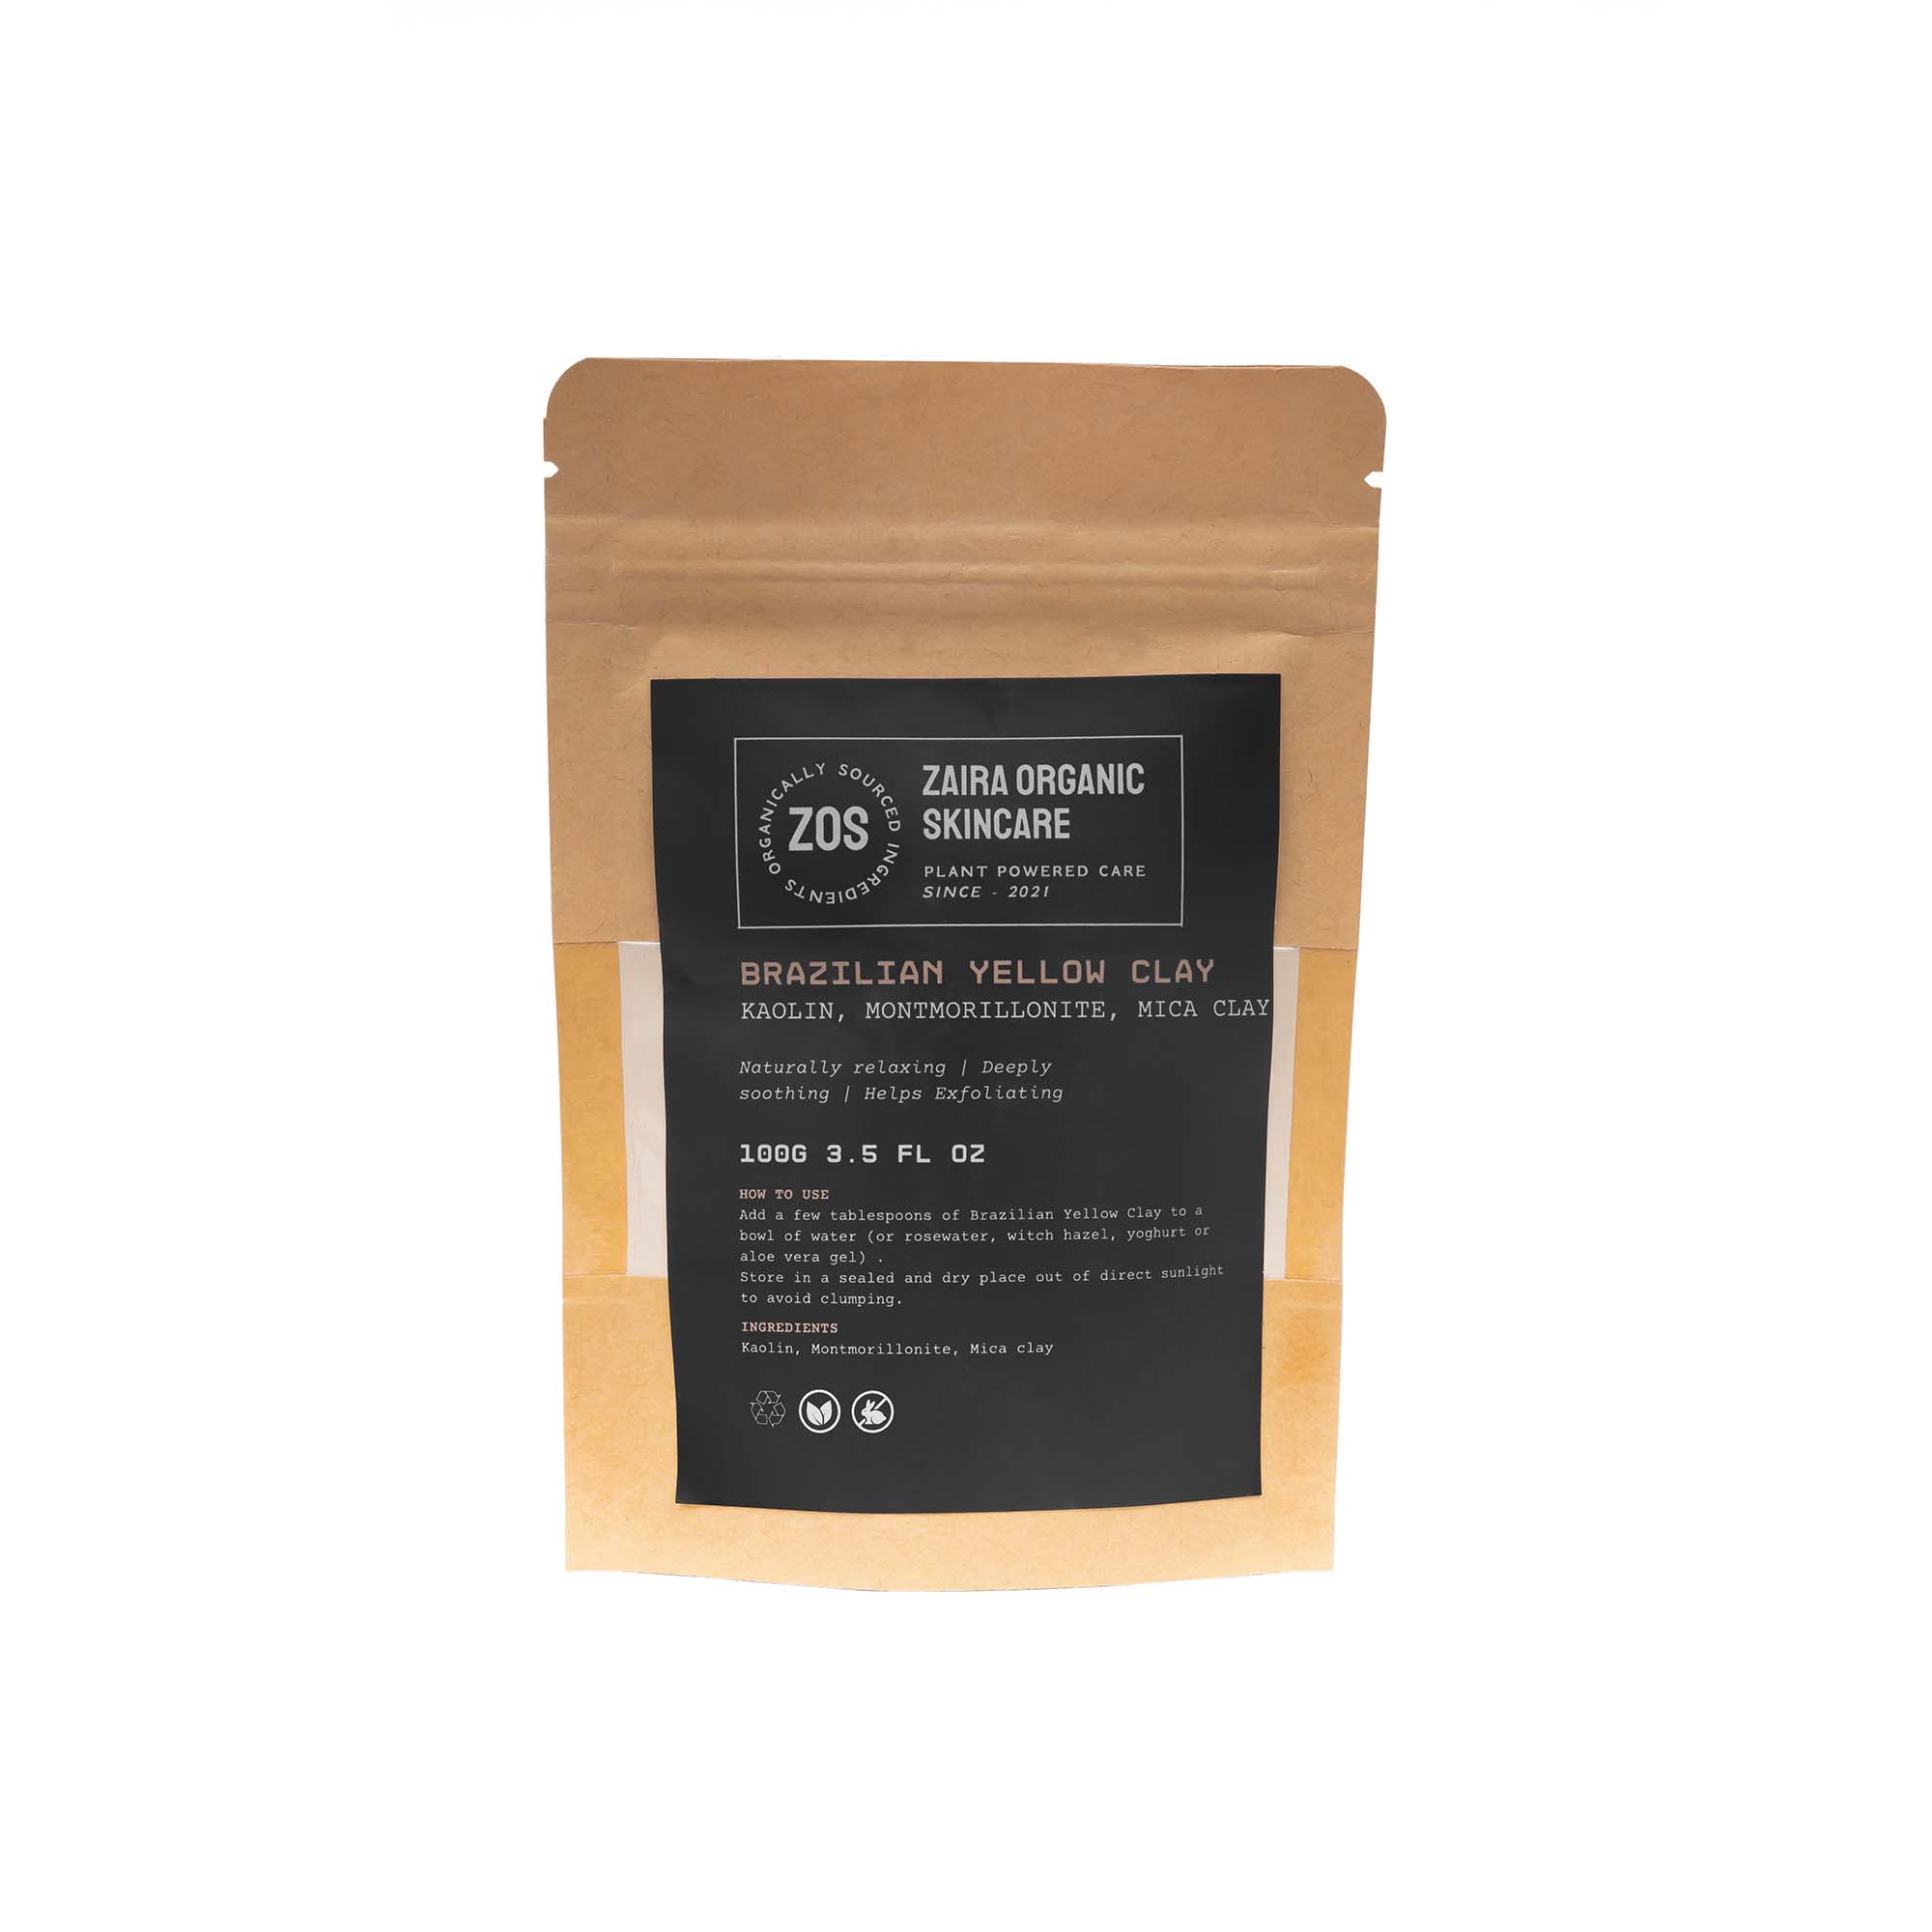 ORGANICALLY SOURCED INGREDIENTS
ZOS
ZAIRA ORGANIC
SKINCARE
PLANT POWERED CARE
SINCE - 2021
BRAZILIAN YELLOW CLAY
KAOLIN, MONTMORILLONITE, MICA CLAY
Naturally relaxing | Deeply
soothing | Helps Exfoliating
100G 3.5 FL OZ
HOW TO USE
Add a few tablespoons of Brazilian Yellow Clay to a
bowl of water (or rosewater, witch hazel, yoghurt or
aloe vera gel) .
Store in a sealed and dry place out of direct sunlight
to avoid clumping.
INGREDIENTS
Kaolin, Montmorillonite, Mica clay